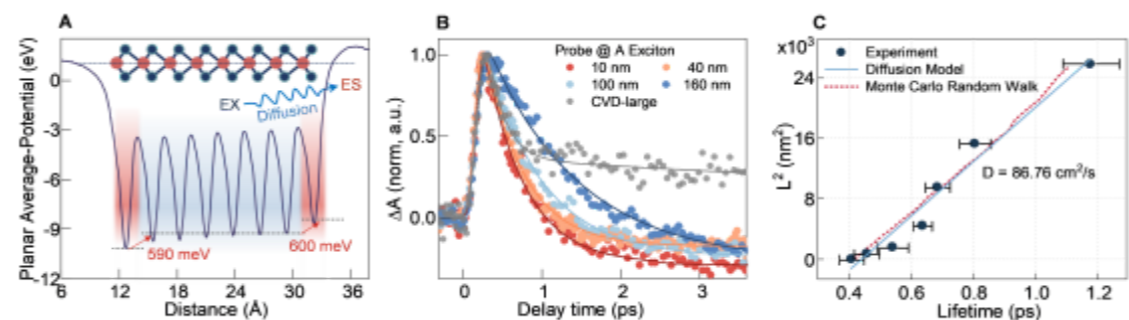 A
Planar Average-Potential (eV)
0
-3
-6
-9
-12
EX
Diffusion
ES
590 meV
600 meV
6 12 18 24 30 36
Distance (Å)
B
ΔA (norm, a.u.)
1.0
0.5
0.0
Probe @ A Exciton
10 nm 40 nm
100 nm 160 nm
CVD-large
0 1 2 3
Delay time (ps)
C
×10³
L² (nm²)
24
16
8
0
Experiment
Diffusion Model
Monte Carlo Random Walk
D = 86.76 cm²/s
0.4 0.6 0.8 1.0 1.2
Lifetime (ps)